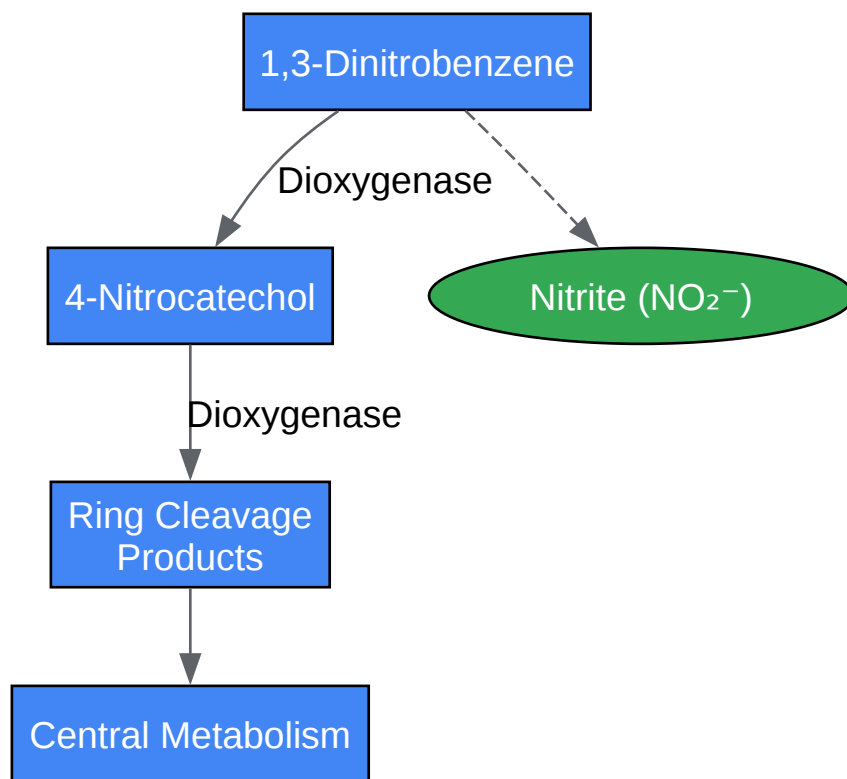 1,3-Dinitrobenzene
Dioxygenase
4-Nitrocatechol
Nitrite (NO₂⁻)
Dioxygenase
Ring Cleavage
Products
Central Metabolism